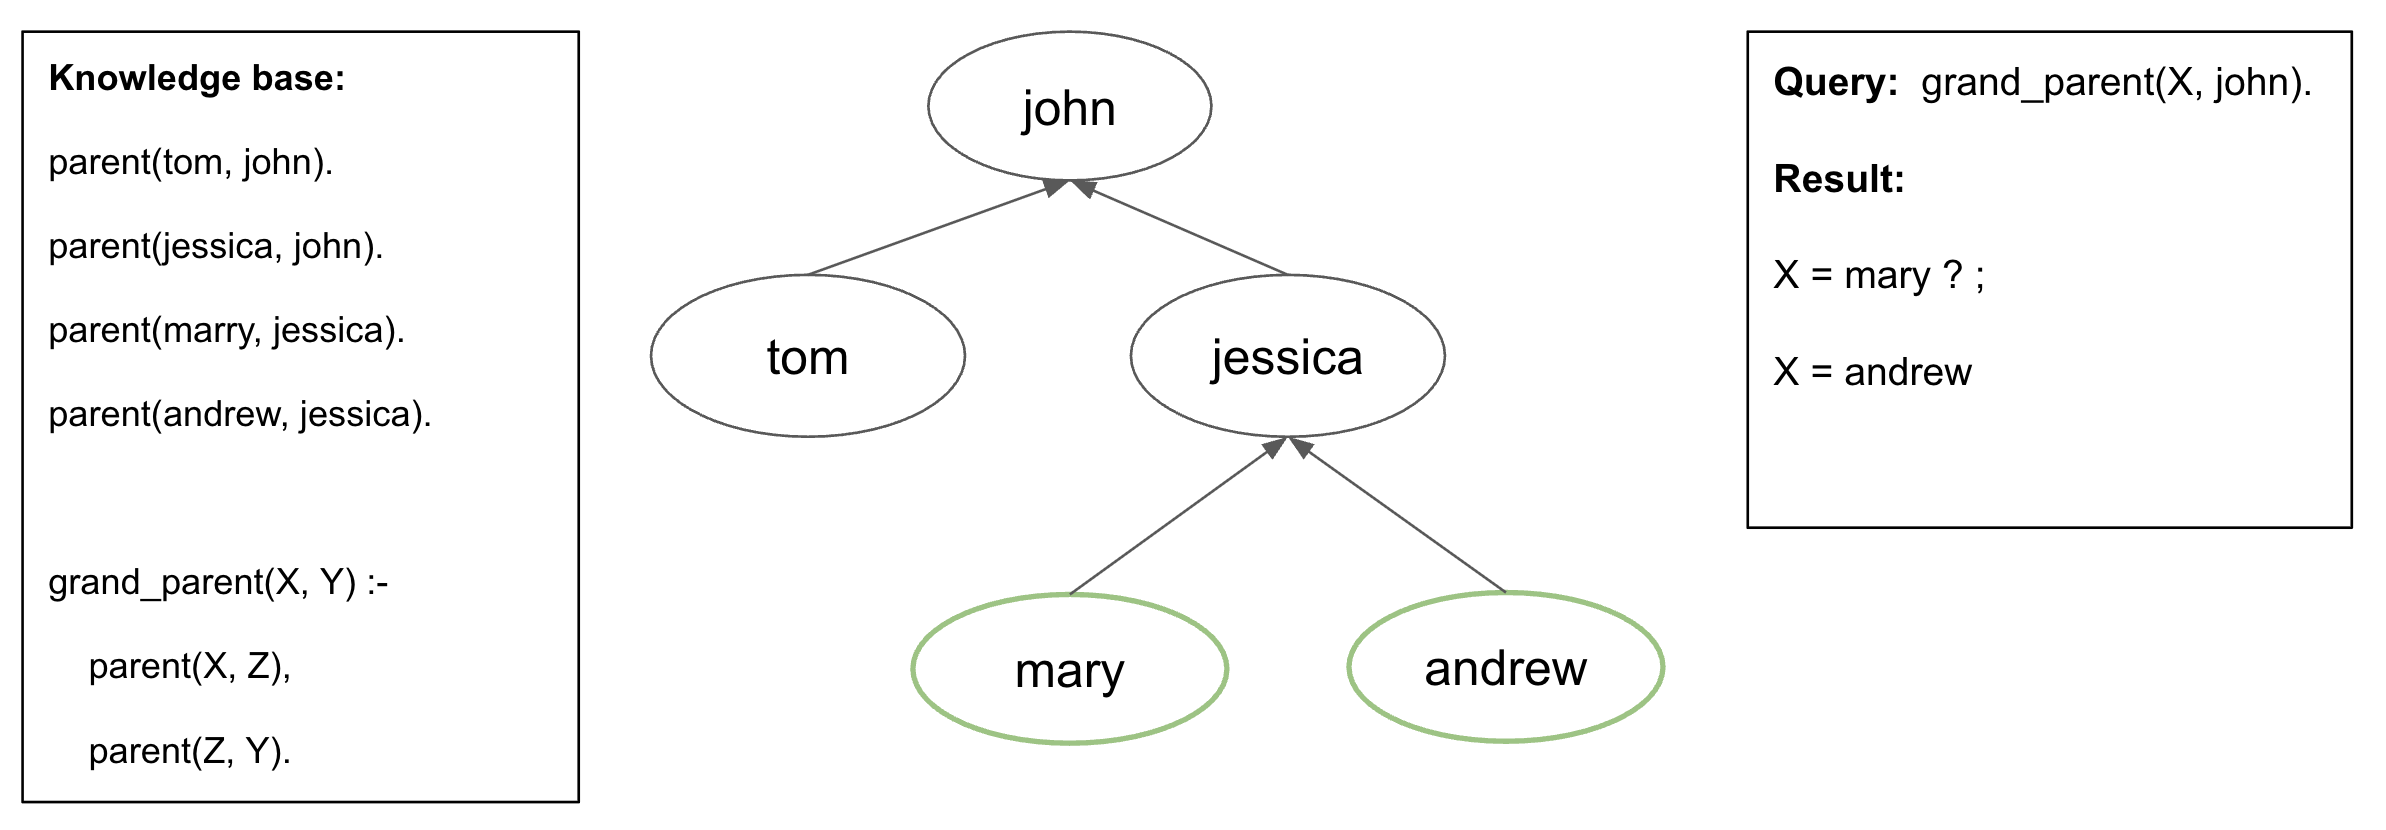 Knowledge base:
parent(tom, john).
parent(jessica, john).
parent(marry, jessica).
parent(andrew, jessica).
grand_parent(X, Y) :-
parent(X, Z),
parent(Z, Y).
john
tom
jessica
mary
andrew
Query: grand_parent(X, john).
Result:
X = mary ? ;
X = andrew